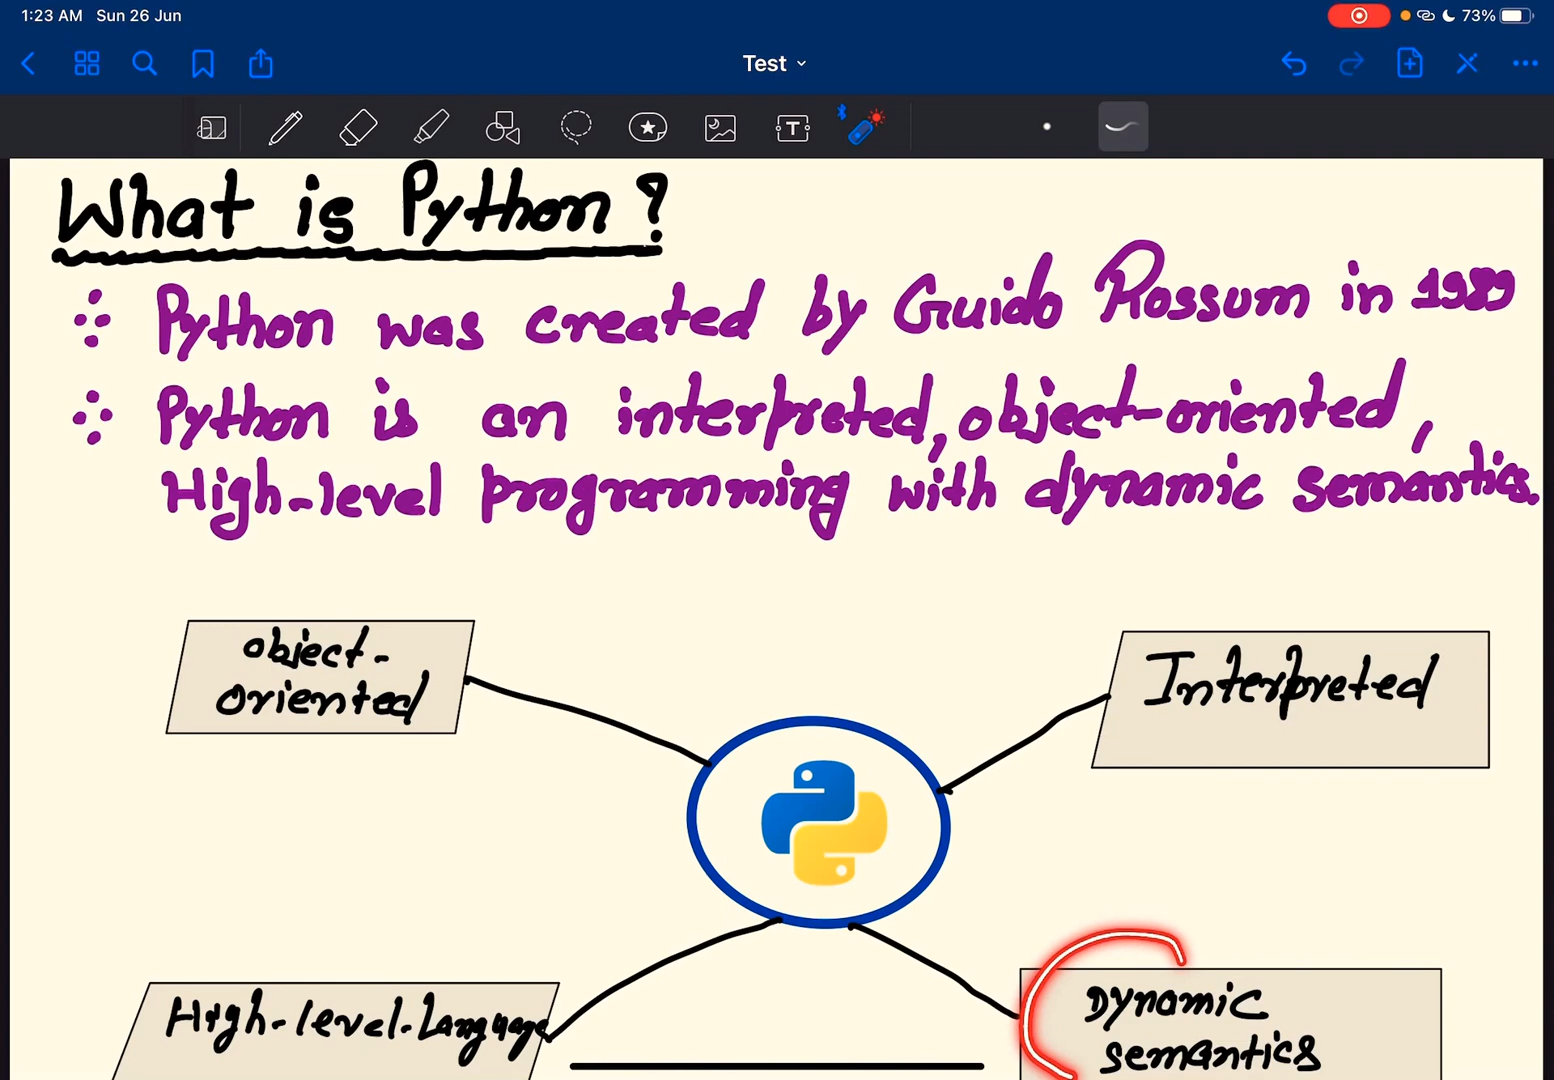 1:23 AM Sun 26 Jun
73%
Test
What is Python?
Python was created by Guido Rossum in 1989
Python is an interpreted, object-oriented,
High-level programming with dynamic semantics.
object-
oriented
Interpreted
High-level-Language
Dynamic
semantics